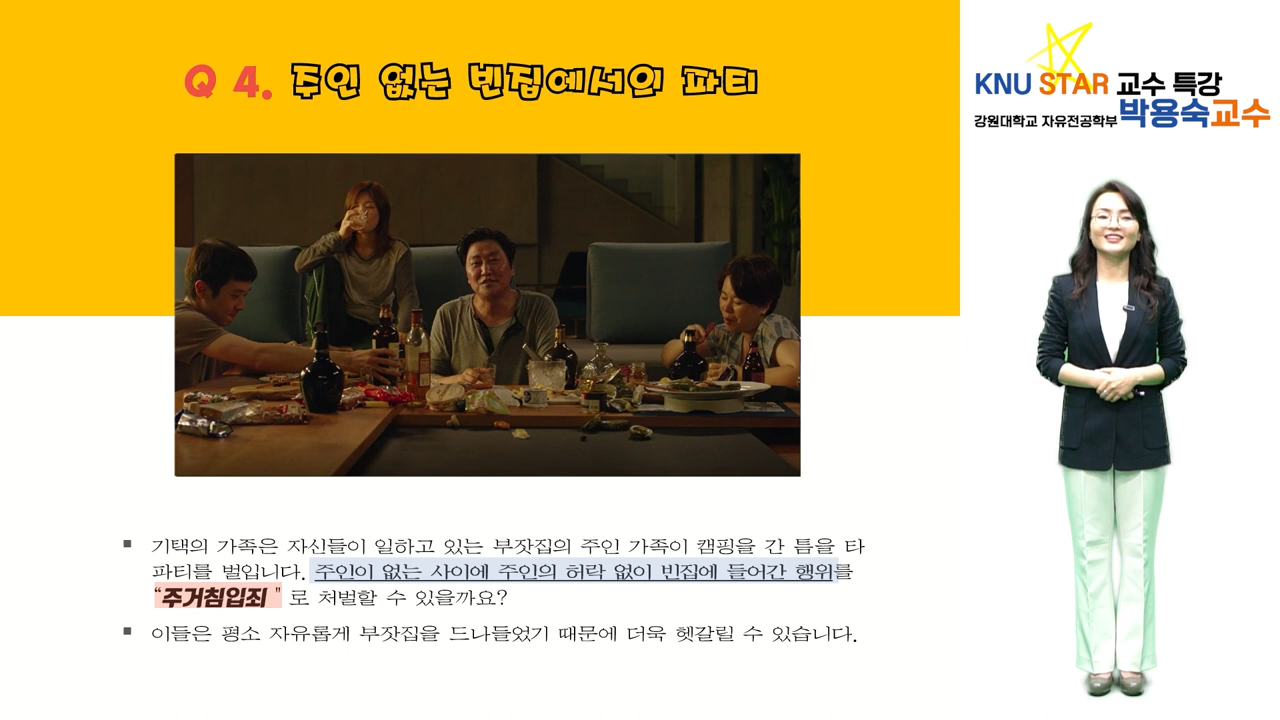 Q 4. 주인 없는 빈집에서의 파티
KNU STAR 교수 특강
강원대학교 자유전공학부 박용숙교수
▪ 기택의 가족은 자신들이 일하고 있는 부잣집의 주인 가족이 캠핑을 간 틈을 타
파티를 벌입니다. 주인이 없는 사이에 주인의 허락 없이 빈집에 들어간 행위를
“주거침입죄 " 로 처벌할 수 있을까요?
▪ 이들은 평소 자유롭게 부잣집을 드나들었기 때문에 더욱 헷갈릴 수 있습니다.